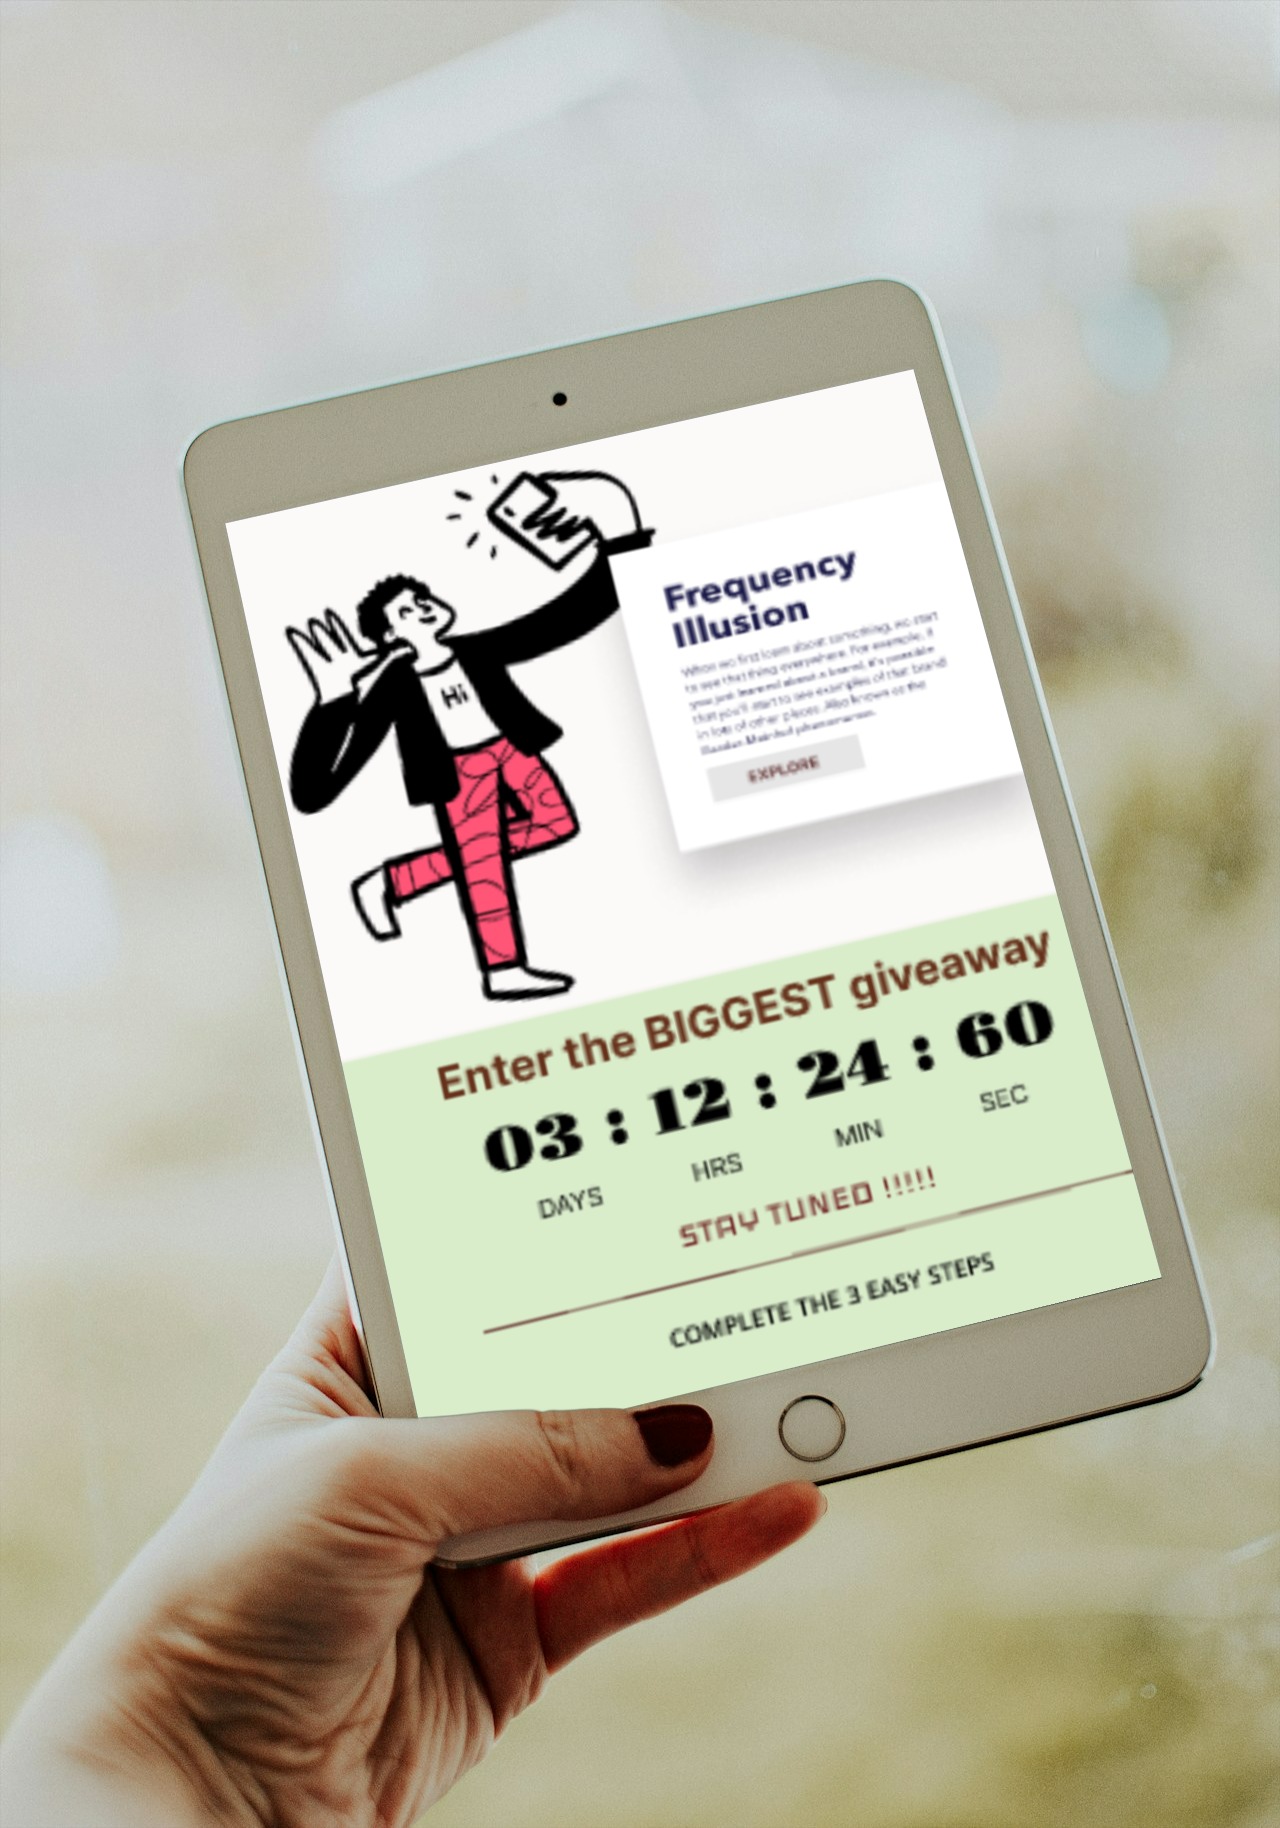 Hi
Frequency
Illusion
When we first learn about something, we start
to see that thing everywhere. For example, if
you just learned about a brand, it's possible
that you'll start to see examples of that brand
in lots of other places. Also known as the
Baader-Meinhof phenomenon.
EXPLORE
Enter the BIGGEST giveaway
03 : 12 : 24 : 60
DAYS HRS MIN SEC
STAY TUNED !!!!!
COMPLETE THE 3 EASY STEPS